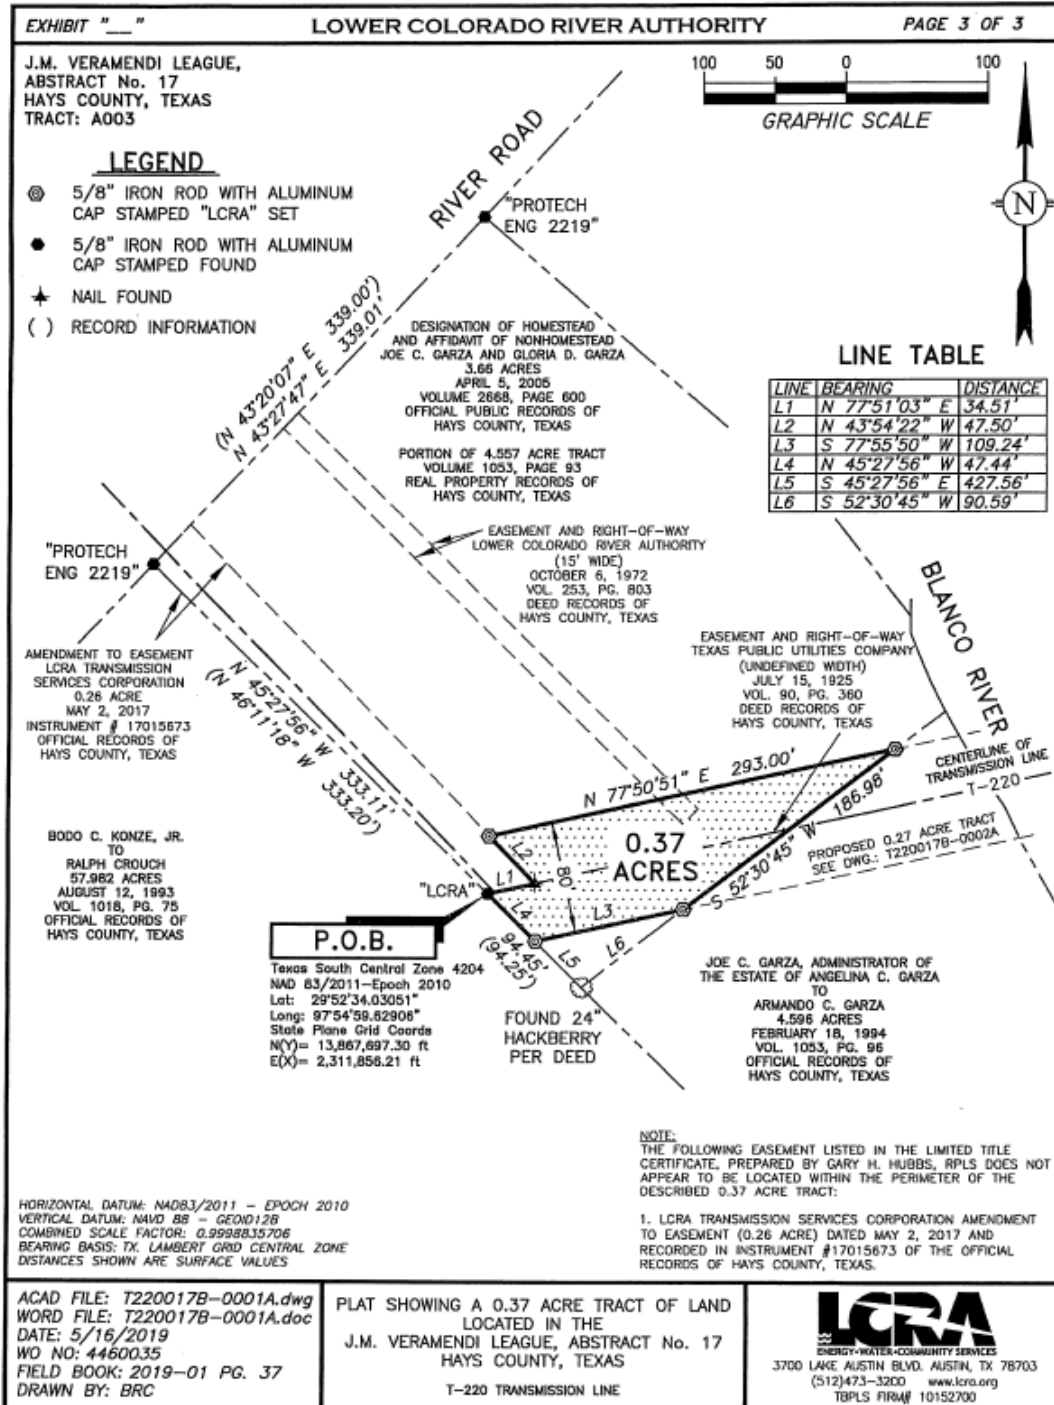 EXHIBIT "__"
LOWER COLORADO RIVER AUTHORITY
PAGE 3 OF 3
J.M. VERAMENDI LEAGUE,
ABSTRACT No. 17
HAYS COUNTY, TEXAS
TRACT: A003
100 50 0 100
GRAPHIC SCALE
N
LEGEND
5/8" IRON ROD WITH ALUMINUM
CAP STAMPED "LCRA" SET
5/8" IRON ROD WITH ALUMINUM
CAP STAMPED FOUND
NAIL FOUND
( ) RECORD INFORMATION
RIVER ROAD
"PROTECH
ENG 2219"
(N 43°20'07" E 339.00')
N 43°27'47" E 339.01'
DESIGNATION OF HOMESTEAD
AND AFFIDAVIT OF NONHOMESTEAD
JOE C. GARZA AND GLORIA D. GARZA
3.66 ACRES
APRIL 5, 2005
VOLUME 2668, PAGE 600
OFFICIAL PUBLIC RECORDS OF
HAYS COUNTY, TEXAS
PORTION OF 4.557 ACRE TRACT
VOLUME 1053, PAGE 93
REAL PROPERTY RECORDS OF
HAYS COUNTY, TEXAS
LINE TABLE
LINE BEARING DISTANCE
L1 N 77°51'03" E 34.51'
L2 N 43°54'22" W 47.50'
L3 S 77°55'50" W 109.24'
L4 N 45°27'56" W 47.44'
L5 S 45°27'56" E 427.56'
L6 S 52°30'45" W 90.59'
"PROTECH
ENG 2219"
EASEMENT AND RIGHT-OF-WAY
LOWER COLORADO RIVER AUTHORITY
(15' WIDE)
OCTOBER 6, 1972
VOL. 253, PG. 803
DEED RECORDS OF
HAYS COUNTY, TEXAS
BLANCO RIVER
AMENDMENT TO EASEMENT
LCRA TRANSMISSION
SERVICES CORPORATION
0.26 ACRE
MAY 2, 2017
INSTRUMENT # 17015673
OFFICIAL RECORDS OF
HAYS COUNTY, TEXAS
N 45°27'56" W 333.11'
(N 46°11'18" W 333.20')
EASEMENT AND RIGHT-OF-WAY
TEXAS PUBLIC UTILITIES COMPANY
(UNDEFINED WIDTH)
JULY 15, 1925
VOL. 90, PG. 360
DEED RECORDS OF
HAYS COUNTY, TEXAS
CENTERLINE OF
TRANSMISSION LINE
T-220
N 77°50'51" E 293.00'
S 52°30'45" W 186.98'
0.37
ACRES
PROPOSED 0.27 ACRE TRACT
SEE DWG.: T220017B-0002A
BODO C. KONZE, JR.
TO
RALPH CROUCH
57.982 ACRES
AUGUST 12, 1993
VOL. 1018, PG. 75
OFFICIAL RECORDS OF
HAYS COUNTY, TEXAS
L2
L1
80'
"LCRA"
L4
L3
94.45'
(94.25')
L5
L6
P.O.B.
Texas South Central Zone 4204
NAD 83/2011-Epoch 2010
Lat: 29°52'34.03051"
Long: 97°54'59.62906"
State Plane Grid Coords
N(Y)= 13,867,697.30 ft
E(X)= 2,311,856.21 ft
FOUND 24"
HACKBERRY
PER DEED
JOE C. GARZA, ADMINISTRATOR OF
THE ESTATE OF ANGELINA C. GARZA
TO
ARMANDO C. GARZA
4.596 ACRES
FEBRUARY 18, 1994
VOL. 1053, PG. 96
OFFICIAL RECORDS OF
HAYS COUNTY, TEXAS
NOTE:
THE FOLLOWING EASEMENT LISTED IN THE LIMITED TITLE
CERTIFICATE, PREPARED BY GARY H. HUBBS, RPLS DOES NOT
APPEAR TO BE LOCATED WITHIN THE PERIMETER OF THE
DESCRIBED 0.37 ACRE TRACT:
1. LCRA TRANSMISSION SERVICES CORPORATION AMENDMENT
TO EASEMENT (0.26 ACRE) DATED MAY 2, 2017 AND
RECORDED IN INSTRUMENT #17015673 OF THE OFFICIAL
RECORDS OF HAYS COUNTY, TEXAS.
HORIZONTAL DATUM: NAD83/2011 - EPOCH 2010
VERTICAL DATUM: NAVD 88 - GEOID12B
COMBINED SCALE FACTOR: 0.9998835706
BEARING BASIS: TX. LAMBERT GRID CENTRAL ZONE
DISTANCES SHOWN ARE SURFACE VALUES
ACAD FILE: T220017B-0001A.dwg
WORD FILE: T220017B-0001A.doc
DATE: 5/16/2019
WO NO: 4460035
FIELD BOOK: 2019-01 PG. 37
DRAWN BY: BRC
PLAT SHOWING A 0.37 ACRE TRACT OF LAND
LOCATED IN THE
J.M. VERAMENDI LEAGUE, ABSTRACT No. 17
HAYS COUNTY, TEXAS
T-220 TRANSMISSION LINE
LCRA
ENERGY•WATER•COMMUNITY SERVICES
3700 LAKE AUSTIN BLVD. AUSTIN, TX 78703
(512)473-3200 www.lcra.org
TBPLS FIRM# 10152700